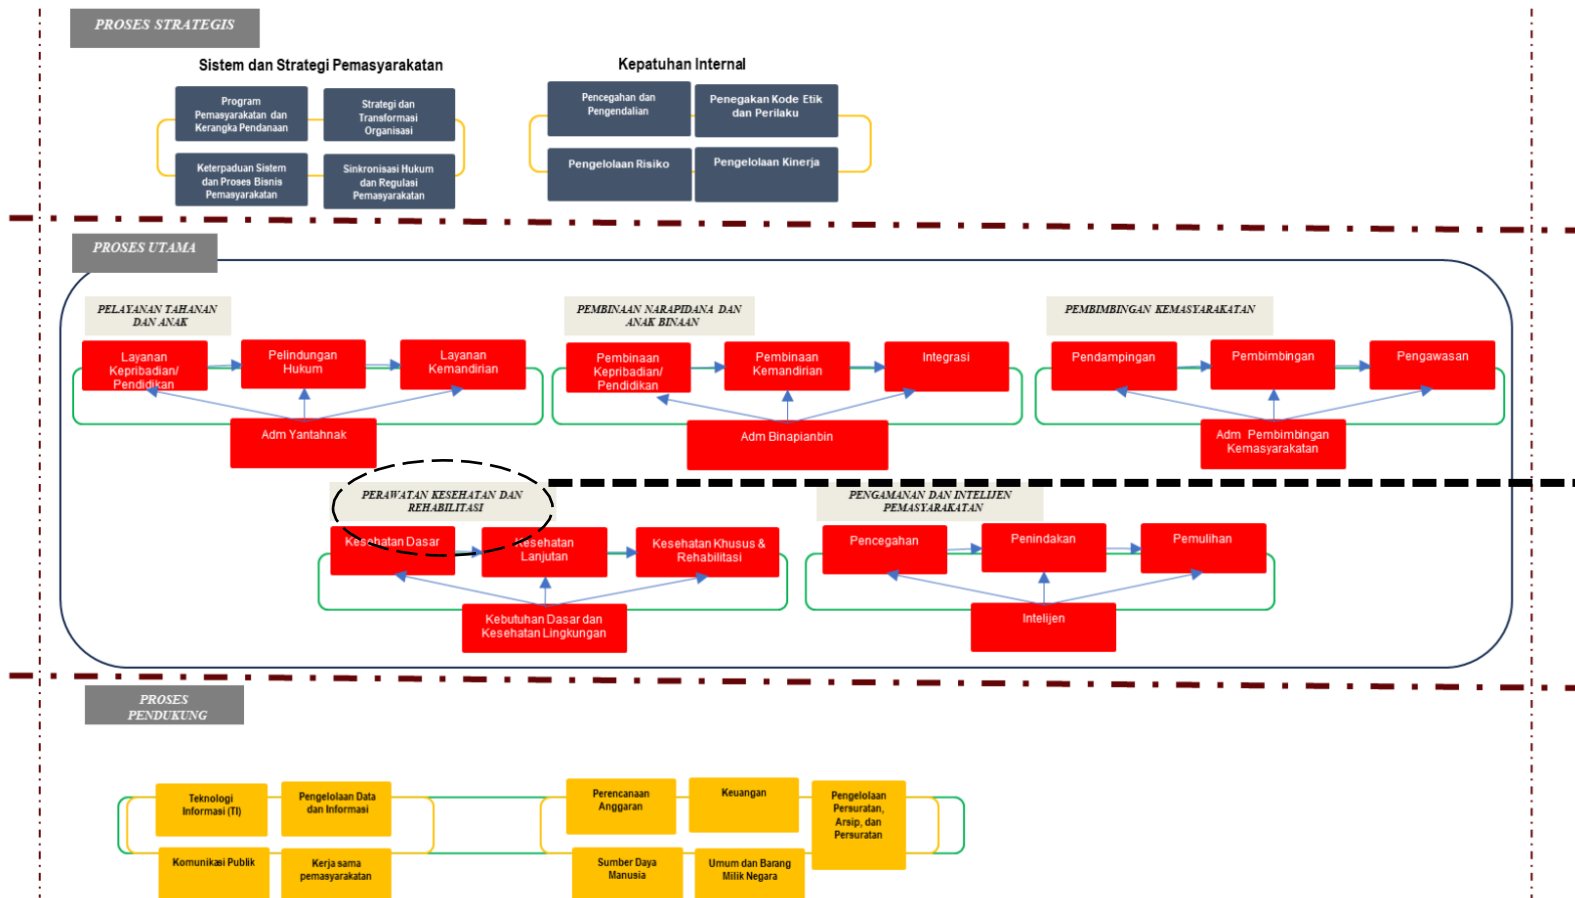 PROSES STRATEGIS
Sistem dan Strategi Pemasyarakatan
Program
Pemasyarakatan dan
Kerangka Pendanaan
Strategi dan
Transformasi
Organisasi
Keterpaduan Sistem
dan Proses Bisnis
Pemasyarakatan
Sinkronisasi Hukum
dan Regulasi
Pemasyarakatan
Kepatuhan Internal
Pencegahan dan
Pengendalian
Penegakan Kode Etik
dan Perilaku
Pengelolaan Risiko
Pengelolaan Kinerja
PROSES UTAMA
PELAYANAN TAHANAN
DAN ANAK
Layanan
Kepribadian/
Pendidikan
Pelindungan
Hukum
Layanan
Kemandirian
Adm Yantahnak
PEMBINAAN NARAPIDANA DAN
ANAK BINAAN
Pembinaan
Kepribadian/
Pendidikan
Pembinaan
Kemandirian
Integrasi
Adm Binapianbin
PEMBIMBINGAN KEMASYARAKATAN
Pendampingan
Pembimbingan
Pengawasan
Adm Pembimbingan
Kemasyarakatan
PERAWATAN KESEHATAN DAN
REHABILITASI
Kesehatan Dasar
Kesehatan
Lanjutan
Kesehatan Khusus &
Rehabilitasi
Kebutuhan Dasar dan
Kesehatan Lingkungan
PENGAMANAN DAN INTELIJEN
PEMASYARAKATAN
Pencegahan
Penindakan
Pemulihan
Intelijen
PROSES
PENDUKUNG
Teknologi
Informasi (TI)
Pengelolaan Data
dan Informasi
Komunikasi Publik
Kerja sama
pemasyarakatan
Perencanaan
Anggaran
Keuangan
Pengelolaan
Persuratan,
Arsip, dan
Persuratan
Sumber Daya
Manusia
Umum dan Barang
Milik Negara